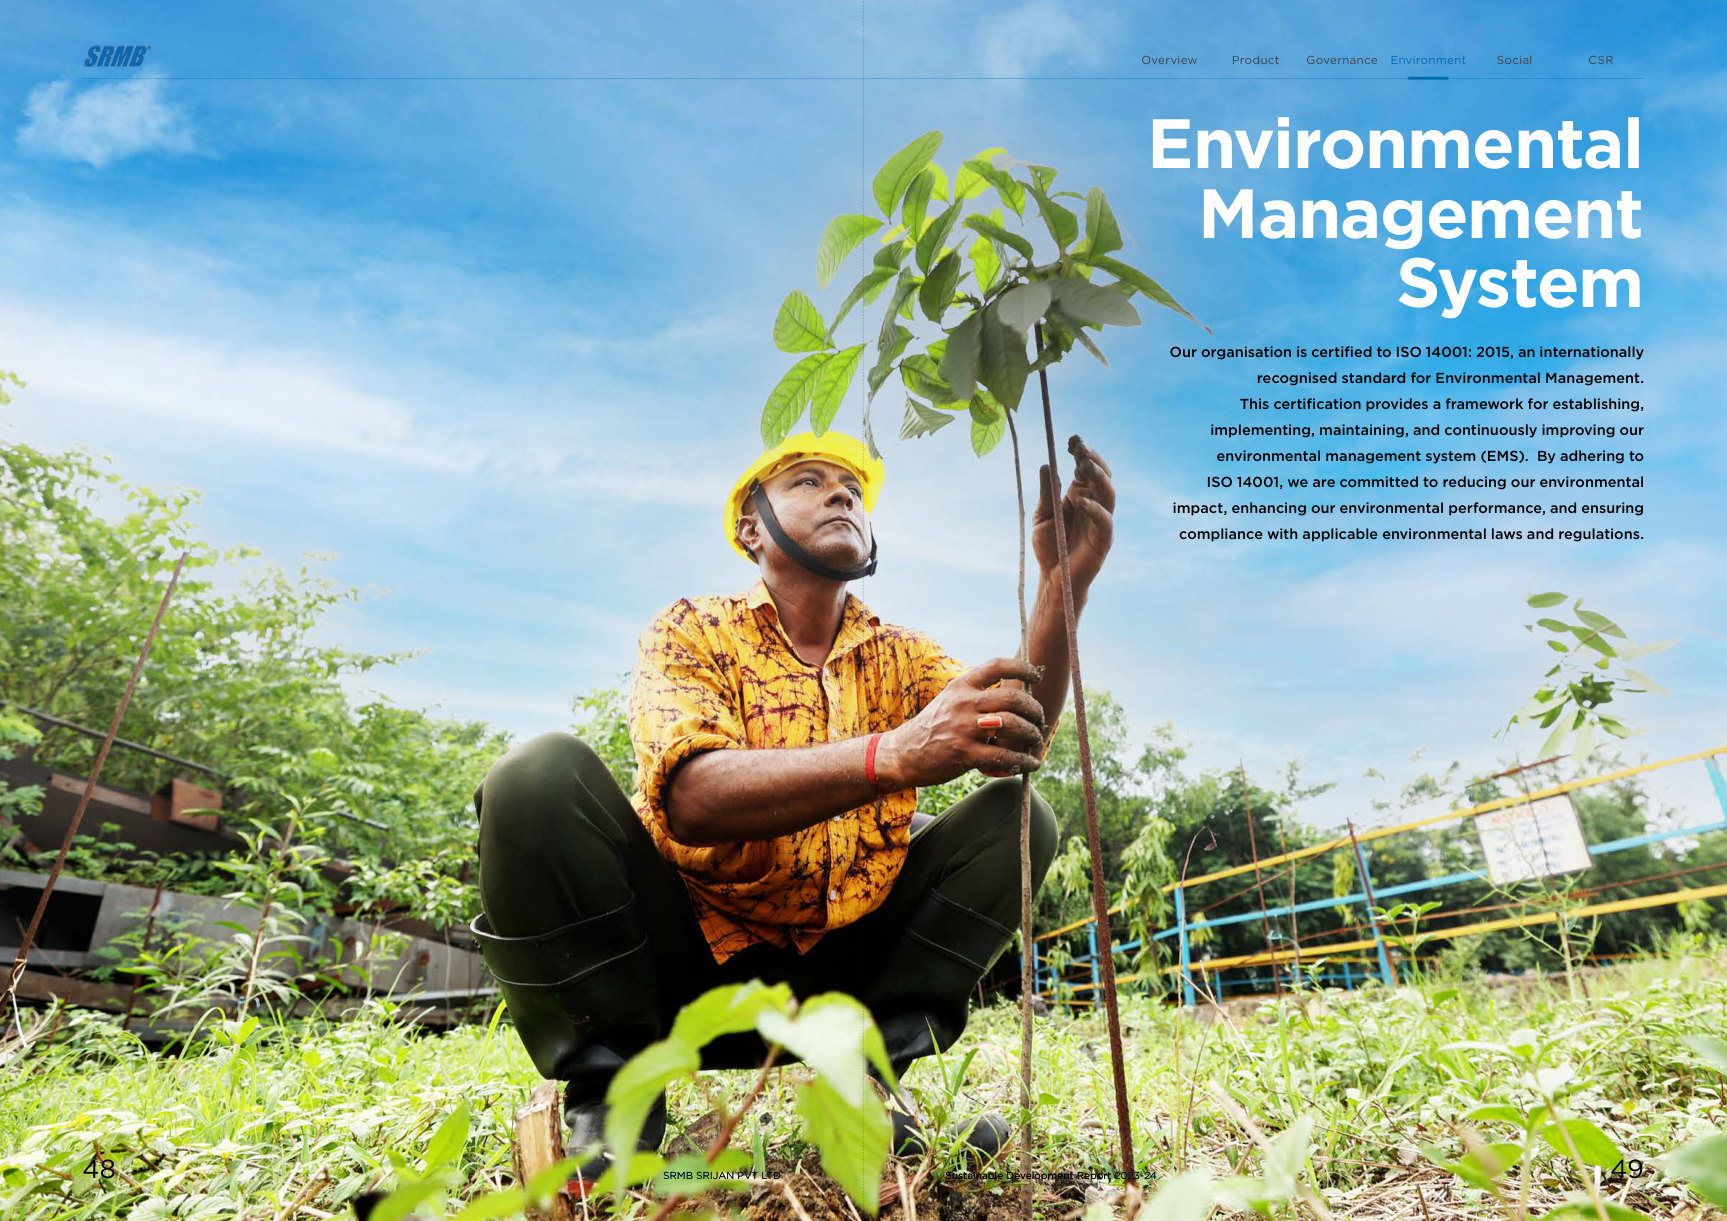 SRMB
Overview Product Governance Environment Social CSR
Environmental
Management
System
Our organisation is certified to ISO 14001: 2015, an internationally
recognised standard for Environmental Management.
This certification provides a framework for establishing,
implementing, maintaining, and continuously improving our
environmental management system (EMS). By adhering to
ISO 14001, we are committed to reducing our environmental
impact, enhancing our environmental performance, and ensuring
compliance with applicable environmental laws and regulations.
48
SRMB SRIJAN PVT LTD
Sustainable Development Report 2023-24
49